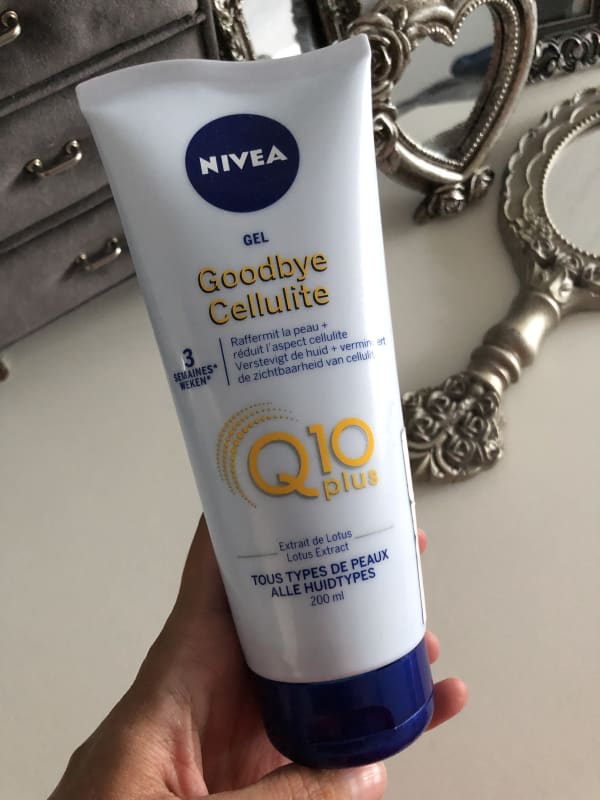 NIVEA
GEL
Goodbye
Cellulite
3
SEMAINES*
WEKEN*
Raffermit la peau +
réduit l'aspect cellulite
Verstevigt de huid + vermindert
de zichtbaarheid van cellulit
Q10
plus
Extrait de Lotus
Lotus Extract
TOUS TYPES DE PEAUX
ALLE HUIDTYPES
200 ml